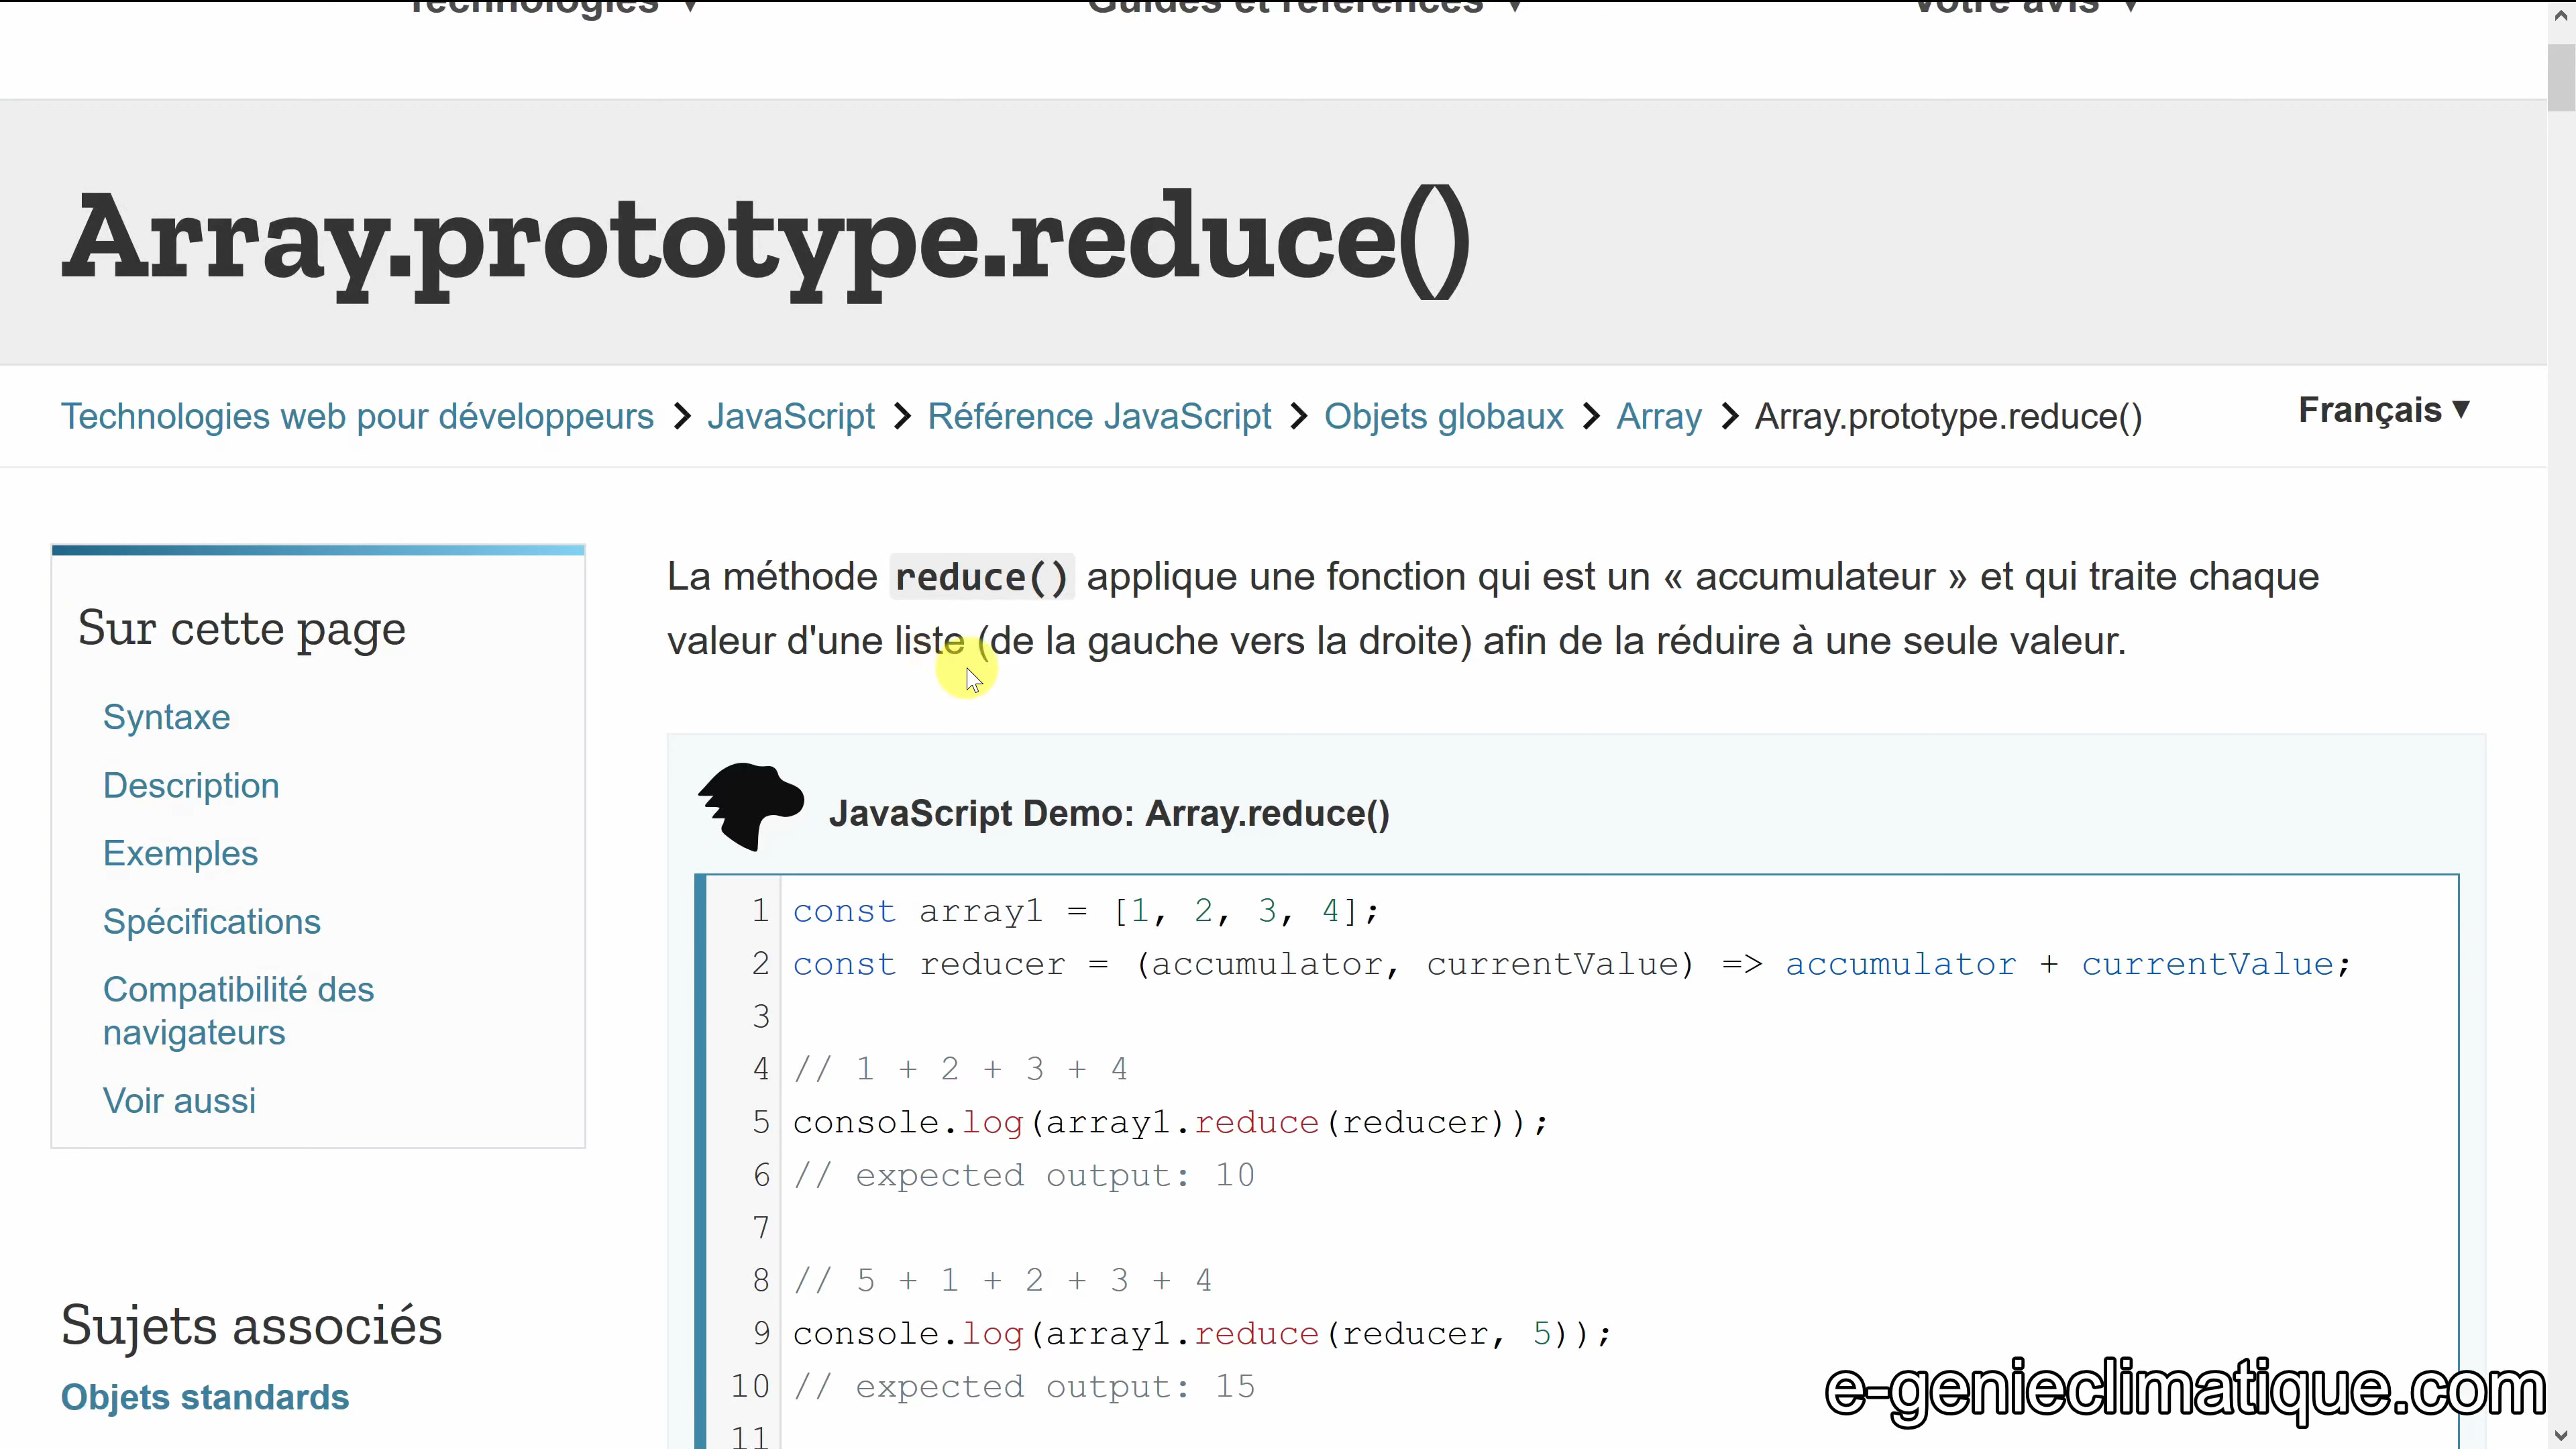 Technologies ▼ Guides et références ▼ Votre avis ▼
Array.prototype.reduce()
Technologies web pour développeurs > JavaScript > Référence JavaScript > Objets globaux > Array > Array.prototype.reduce() Français ▼
Sur cette page
Syntaxe
Description
Exemples
Spécifications
Compatibilité des
navigateurs
Voir aussi
Sujets associés
Objets standards
La méthode reduce() applique une fonction qui est un « accumulateur » et qui traite chaque
valeur d'une liste (de la gauche vers la droite) afin de la réduire à une seule valeur.
JavaScript Demo: Array.reduce()
1 const array1 = [1, 2, 3, 4];
2 const reducer = (accumulator, currentValue) => accumulator + currentValue;
3
4 // 1 + 2 + 3 + 4
5 console.log(array1.reduce(reducer));
6 // expected output: 10
7
8 // 5 + 1 + 2 + 3 + 4
9 console.log(array1.reduce(reducer, 5));
10 // expected output: 15
11
e-genieclimatique.com